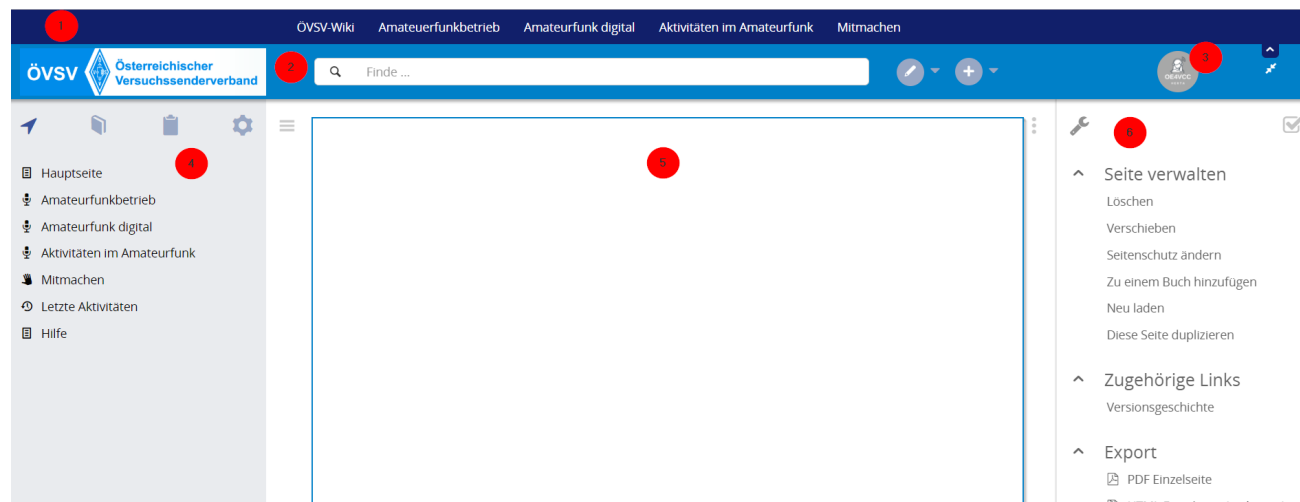 1
ÖVSV-Wiki Amateuerfunkbetrieb Amateurfunk digital Aktivitäten im Amateurfunk Mitmachen
ÖVSV
Österreichischer
Versuchssenderverband
2
Finde ...
OE4VCC
3
4
5
6
Hauptseite
Amateurfunkbetrieb
Amateurfunk digital
Aktivitäten im Amateurfunk
Mitmachen
Letzte Aktivitäten
Hilfe
Seite verwalten
Löschen
Verschieben
Seitenschutz ändern
Zu einem Buch hinzufügen
Neu laden
Diese Seite duplizieren
Zugehörige Links
Versionsgeschichte
Export
PDF Einzelseite